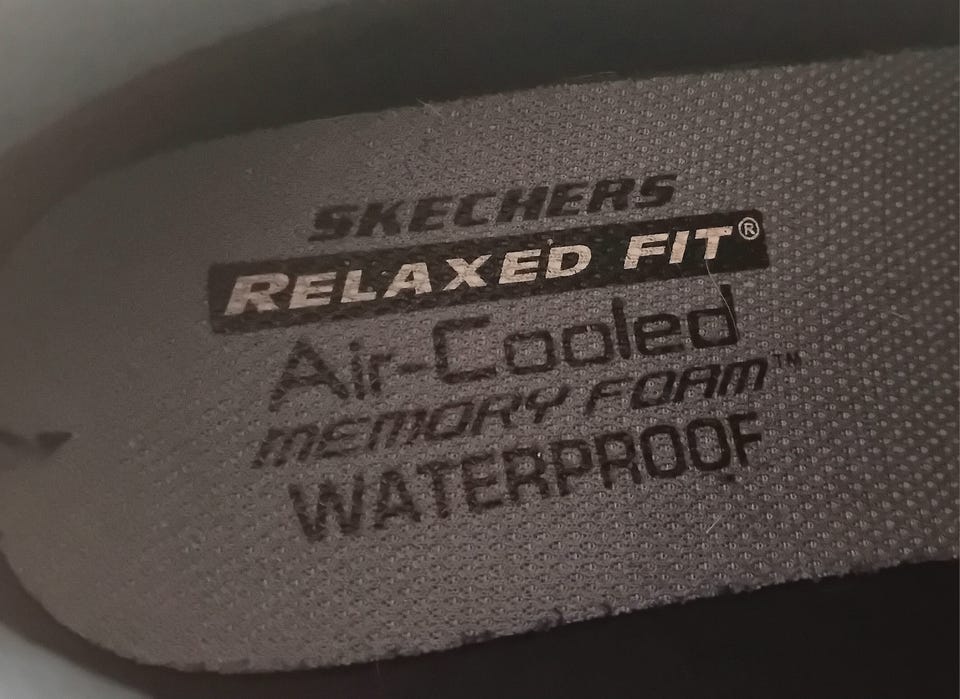 SKECHERS
RELAXED FIT®
Air-Cooled
MEMORY FOAM™
WATERPROOF